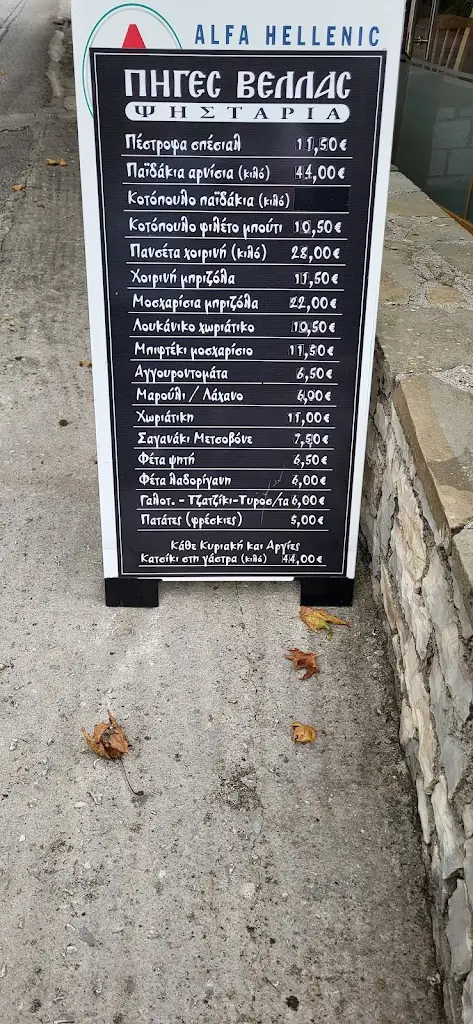 ALFA HELLENIC
ΠΗΓΕΣ ΒΕΛΛΑΣ
ΨΗΣΤΑΡΙΑ
Πέστροφα σπέσιαλ 11,50€
Παϊδάκια αρνίσια (κιλό) 44,00€
Κοτόπουλο παϊδάκια (κιλό)
Κοτόπουλο φιλέτο μπούτι 10,50€
Πανσέτα χοιρινή (κιλό) 28,00€
Χοιρινή μπριζόλα 11,50€
Μοσχαρίσια μπριζόλα 22,00€
Λουκάνικο χωριάτικο 10,50€
Μπιφτέκι μοσχαρίσιο 11,50€
Αγγουροντομάτα 6,50€
Μαρούλι / Λάχανο 6,00€
Χωριάτικη 11,00€
Σαγανάκι Μετσοβόνε 7,50€
Φέτα ψητή 6,50€
Φέτα λαδορίγανη 6,00€
Γαλοτ. - Τζατζίκι-Τυροσ/τα 6,00€
Πατάτες (φρέσκιες) 5,00€
Κάθε Κυριακή και Αργίες
Κατσίκι στη γάστρα (κιλό) 44,00€